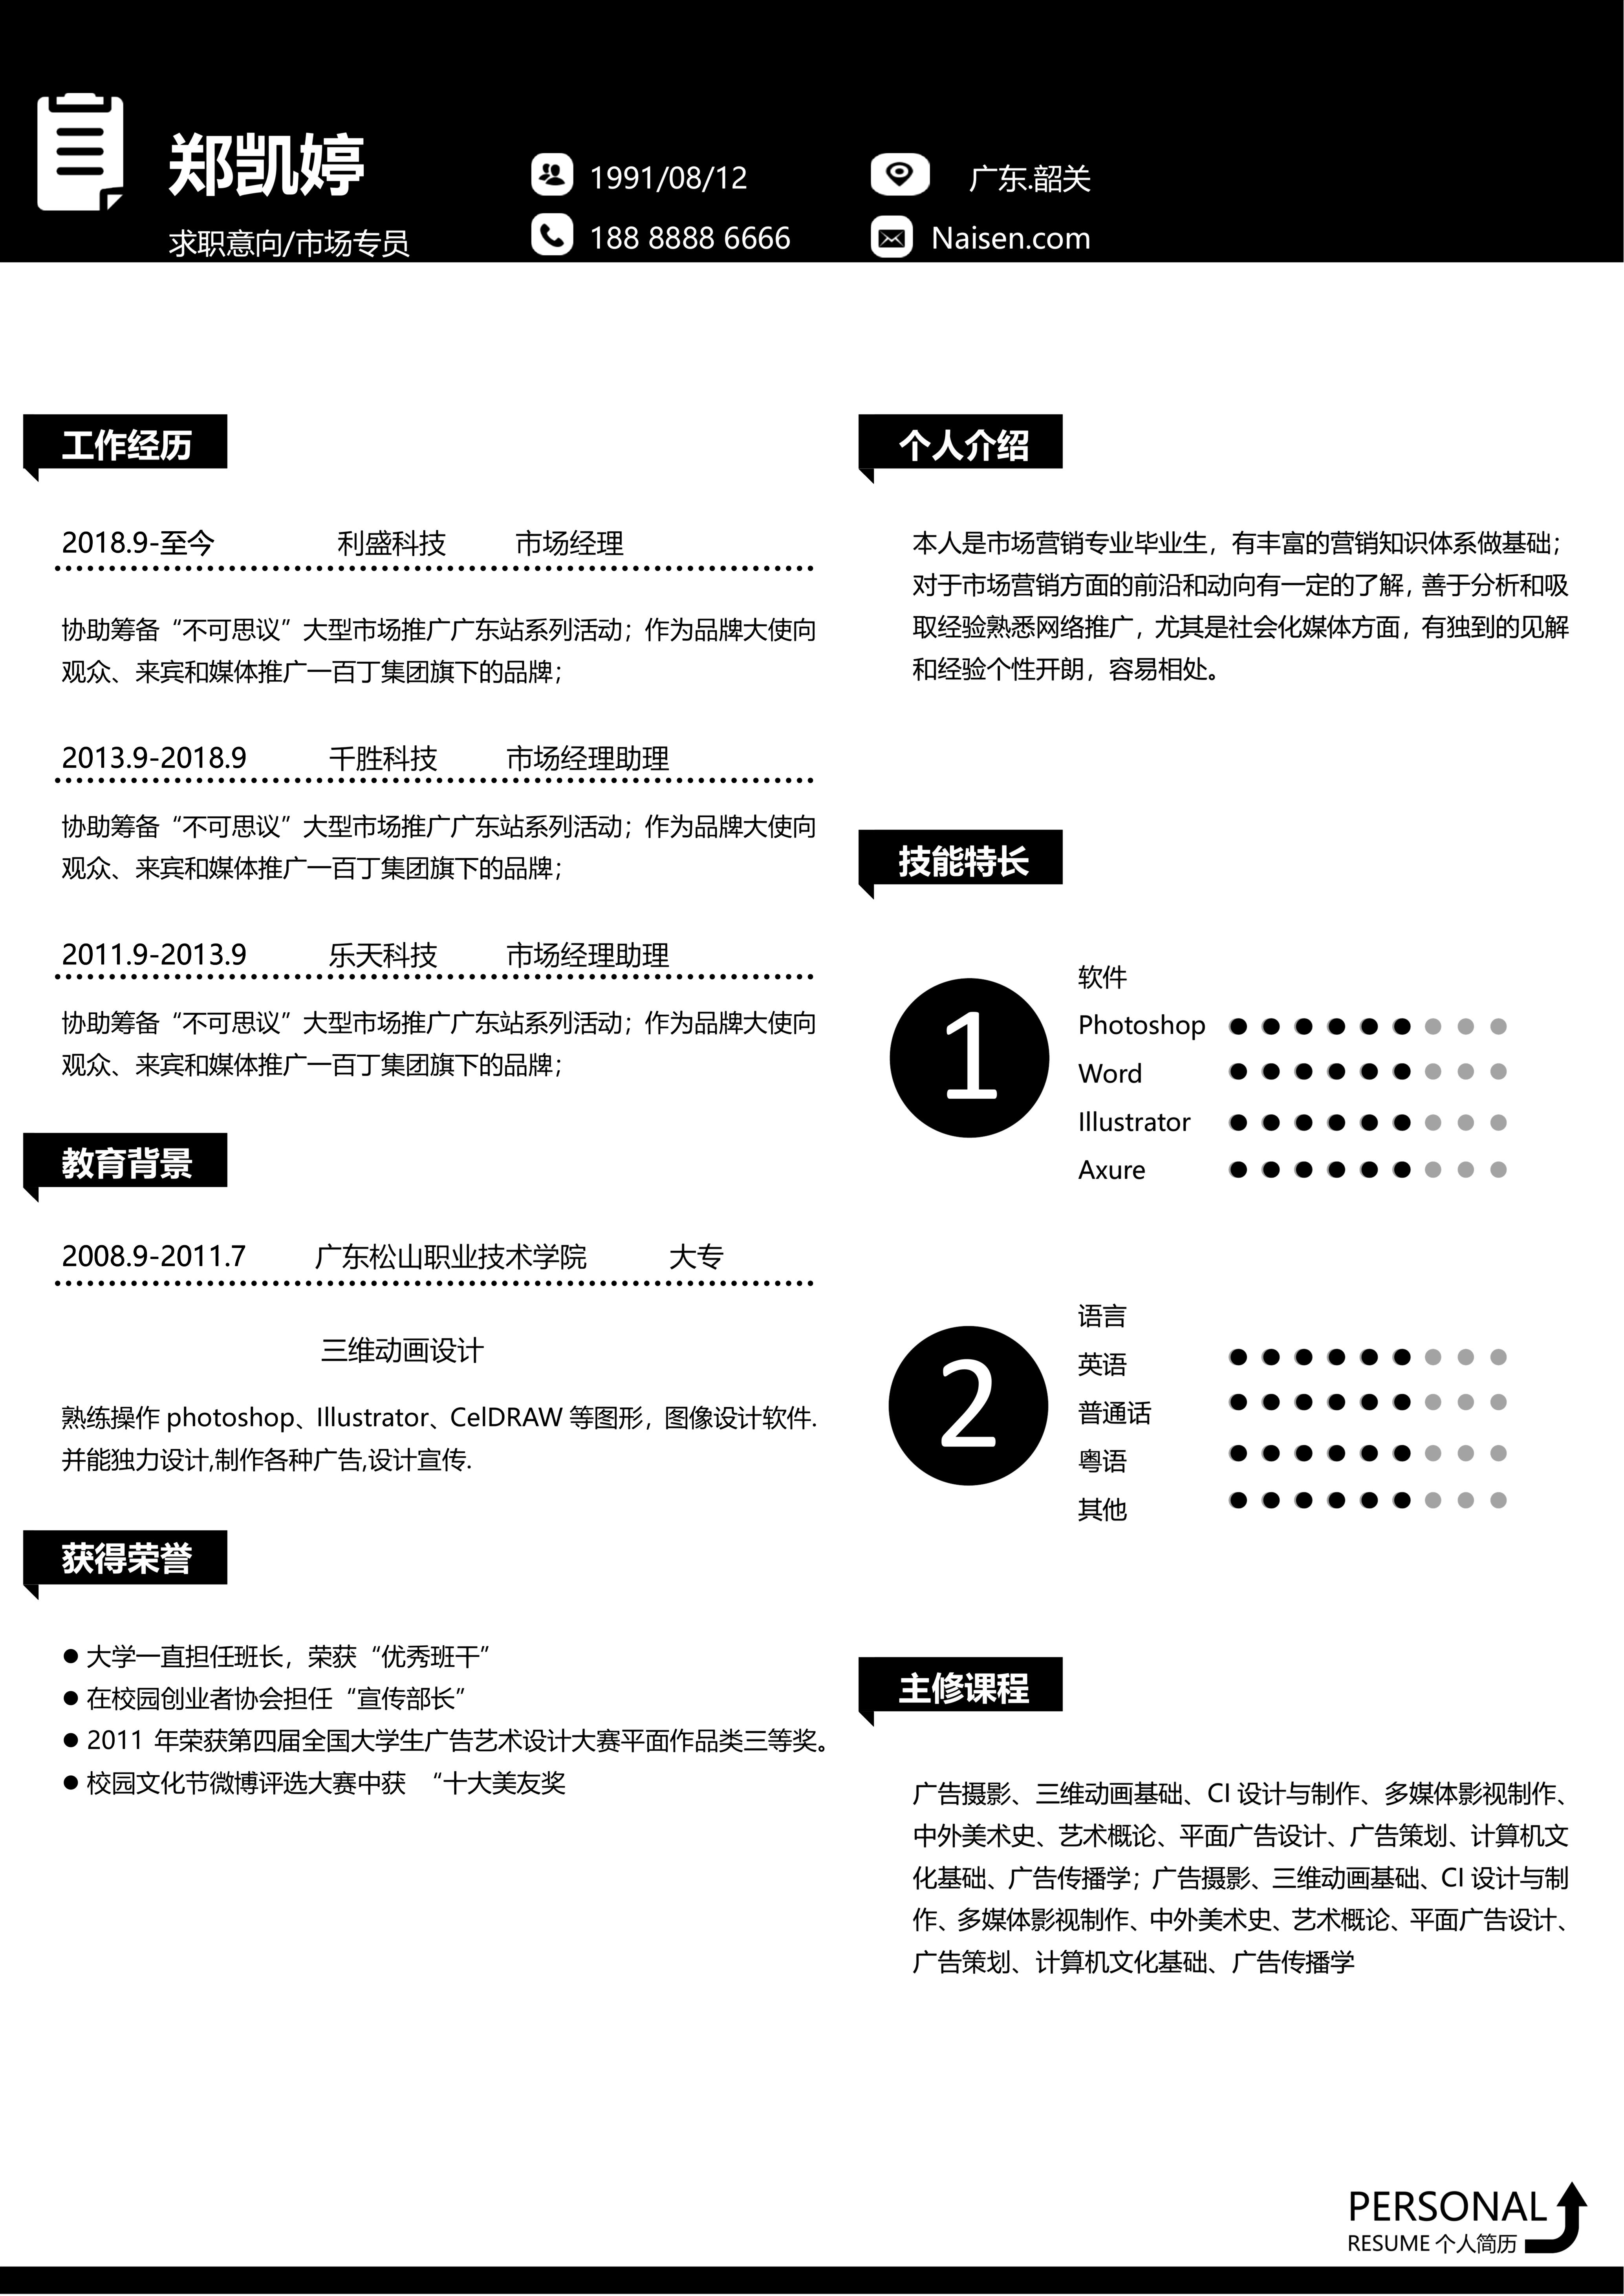 郑凯婷
求职意向/市场专员
1991/08/12
广东.韶关
188 8888 6666
Naisen.com
工作经历
2018.9-至今 利盛科技 市场经理
协助筹备“不可思议”大型市场推广广东站系列活动；作为品牌大使向
观众、来宾和媒体推广一百丁集团旗下的品牌；
2013.9-2018.9 千胜科技 市场经理助理
协助筹备“不可思议”大型市场推广广东站系列活动；作为品牌大使向
观众、来宾和媒体推广一百丁集团旗下的品牌；
2011.9-2013.9 乐天科技 市场经理助理
协助筹备“不可思议”大型市场推广广东站系列活动；作为品牌大使向
观众、来宾和媒体推广一百丁集团旗下的品牌；
教育背景
2008.9-2011.7 广东松山职业技术学院 大专
三维动画设计
熟练操作 photoshop、Illustrator、CelDRAW 等图形，图像设计软件.
并能独力设计,制作各种广告,设计宣传.
获得荣誉
● 大学一直担任班长，荣获“优秀班干”
● 在校园创业者协会担任“宣传部长”
● 2011 年荣获第四届全国大学生广告艺术设计大赛平面作品类三等奖。
● 校园文化节微博评选大赛中获 “十大美友奖
个人介绍
本人是市场营销专业毕业生，有丰富的营销知识体系做基础；
对于市场营销方面的前沿和动向有一定的了解，善于分析和吸
取经验熟悉网络推广，尤其是社会化媒体方面，有独到的见解
和经验个性开朗，容易相处。
技能特长
1
软件
Photoshop
Word
Illustrator
Axure
2
语言
英语
普通话
粤语
其他
主修课程
广告摄影、三维动画基础、CI 设计与制作、多媒体影视制作、
中外美术史、艺术概论、平面广告设计、广告策划、计算机文
化基础、广告传播学；广告摄影、三维动画基础、CI 设计与制
作、多媒体影视制作、中外美术史、艺术概论、平面广告设计、
广告策划、计算机文化基础、广告传播学
PERSONAL
RESUME 个人简历